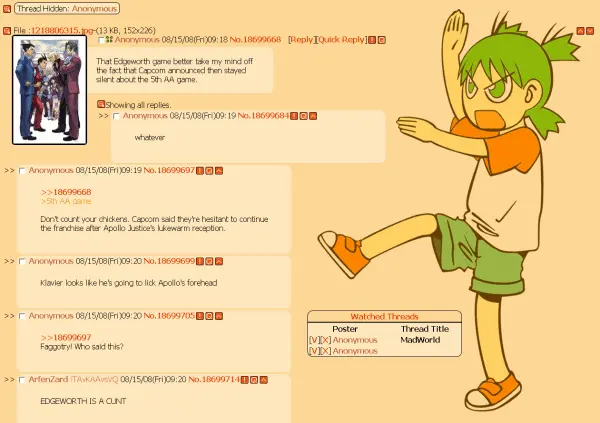 Thread Hidden: Anonymous
File :1218806315.jpg-(13 KB, 152x226)
Anonymous 08/15/08(Fri)09:18 No.18699668 [Reply][Quick Reply]
That Edgeworth game better take my mind off
the fact that Capcom announced then stayed
silent about the 5th AA game.
Showing all replies.
>> Anonymous 08/15/08(Fri)09:19 No.18699684
whatever
>> Anonymous 08/15/08(Fri)09:19 No.18699697
>>18699668
>5th AA game
Don't count your chickens. Capcom said they're hesitant to continue
the franchise after Apollo Justice's lukewarm reception.
>> Anonymous 08/15/08(Fri)09:20 No.18699699
Klavier looks like he's going to lick Apollo's forehead
>> Anonymous 08/15/08(Fri)09:20 No.18699705
>>18699697
Faggotry! Who said this?
>> ArfenZard 08/15/08(Fri)09:20 No.18699714
EDGEWORTH IS A CUNT
Watched Threads
Poster Thread Title
[V][X] Anonymous MadWorld
[V][X] Anonymous